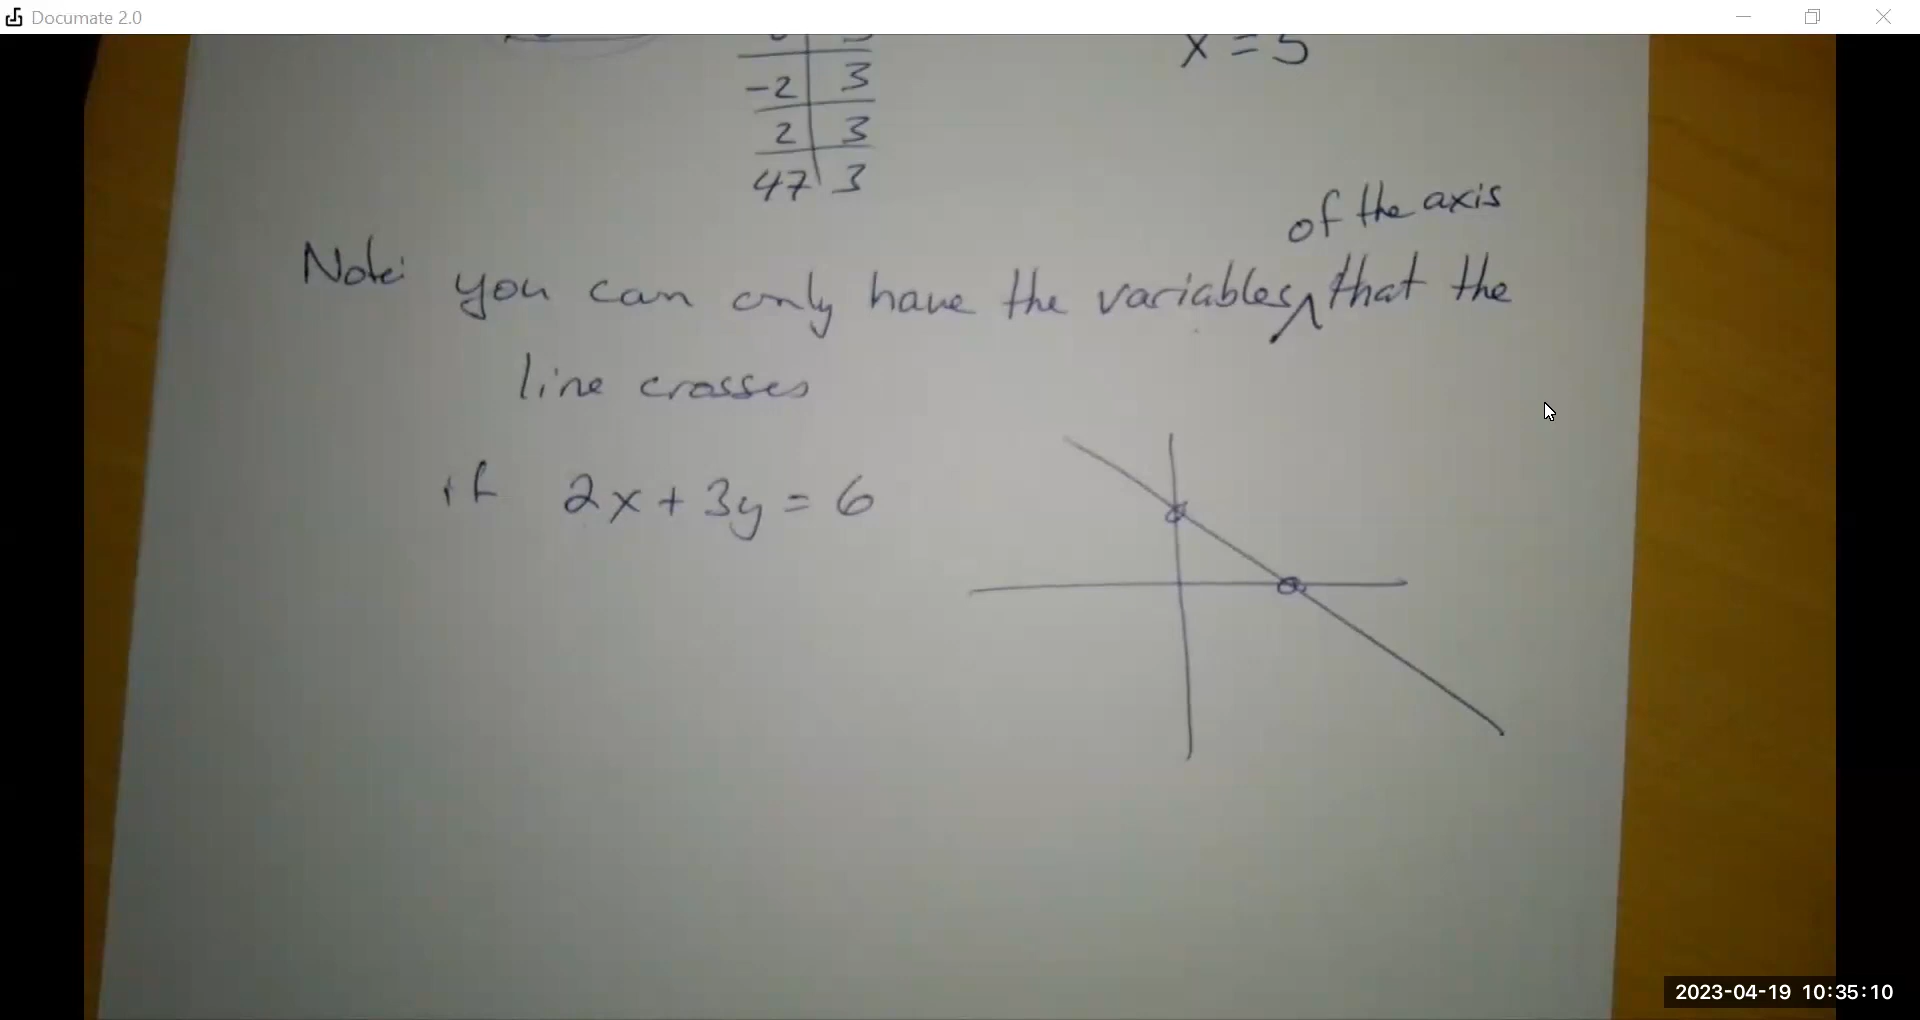 Documate 2.0
x = 5
-2 3
2 3
47 3
of the axis
Note: you can only have the variables ^ that the
line crosses
if 2x + 3y = 6
2023-04-19 10:35:10